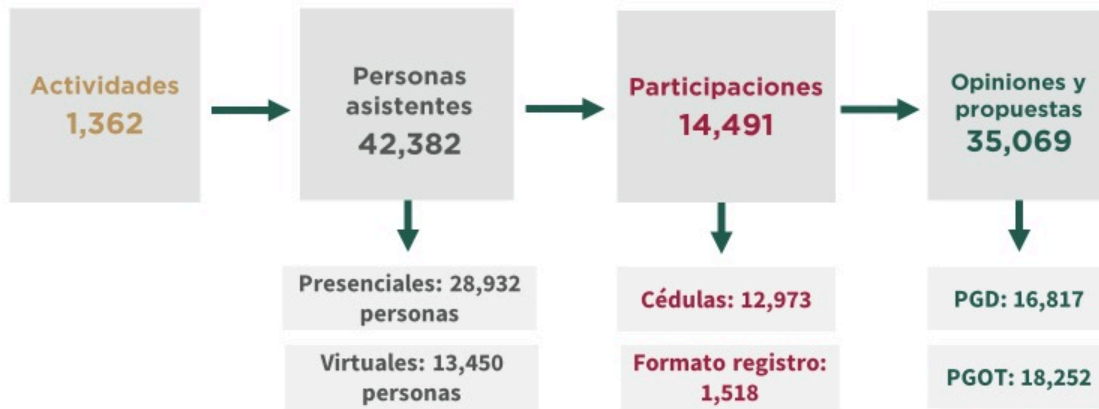 Actividades
1,362
Personas
asistentes
42,382
Participaciones
14,491
Opiniones y
propuestas
35,069
Presenciales: 28,932
personas
Virtuales: 13,450
personas
Cédulas: 12,973
Formato registro:
1,518
PGD: 16,817
PGOT: 18,252